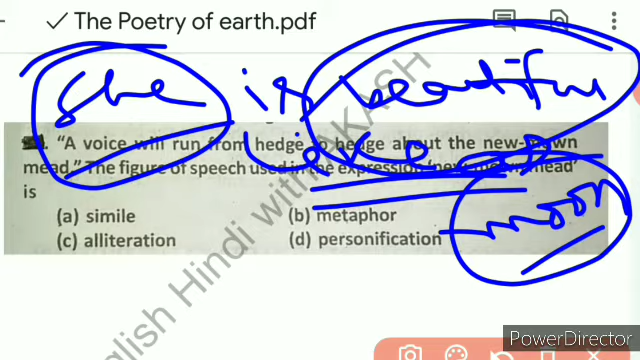 ✓ The Poetry of earth.pdf
she is beautiful
Like a
moon
"A voice will run from hedge to hedge about the new-mown
mead." The figure of speech used in the expression 'new-mown mead'
is
(a) simile (b) metaphor
(c) alliteration (d) personification
English Hindi with AAKASH
PowerDirector